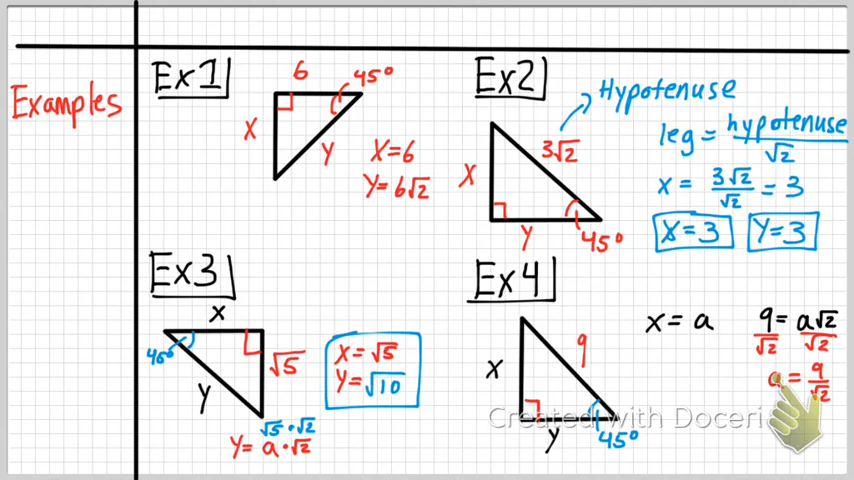 Examples
Ex1
6
45°
x
y
X=6
Y=6√2
Ex2
Hypotenuse
3√2
x
y
45°
leg = hypotenuse/√2
x = 3√2/√2 = 3
X=3
Y=3
Ex3
x
45°
√5
y
√5 · √2
Y= a·√2
X=√5
Y=√10
Ex4
x
9
y
45°
x = a
9 = a√2
√2 √2
a = 9/√2
Created with Doceri